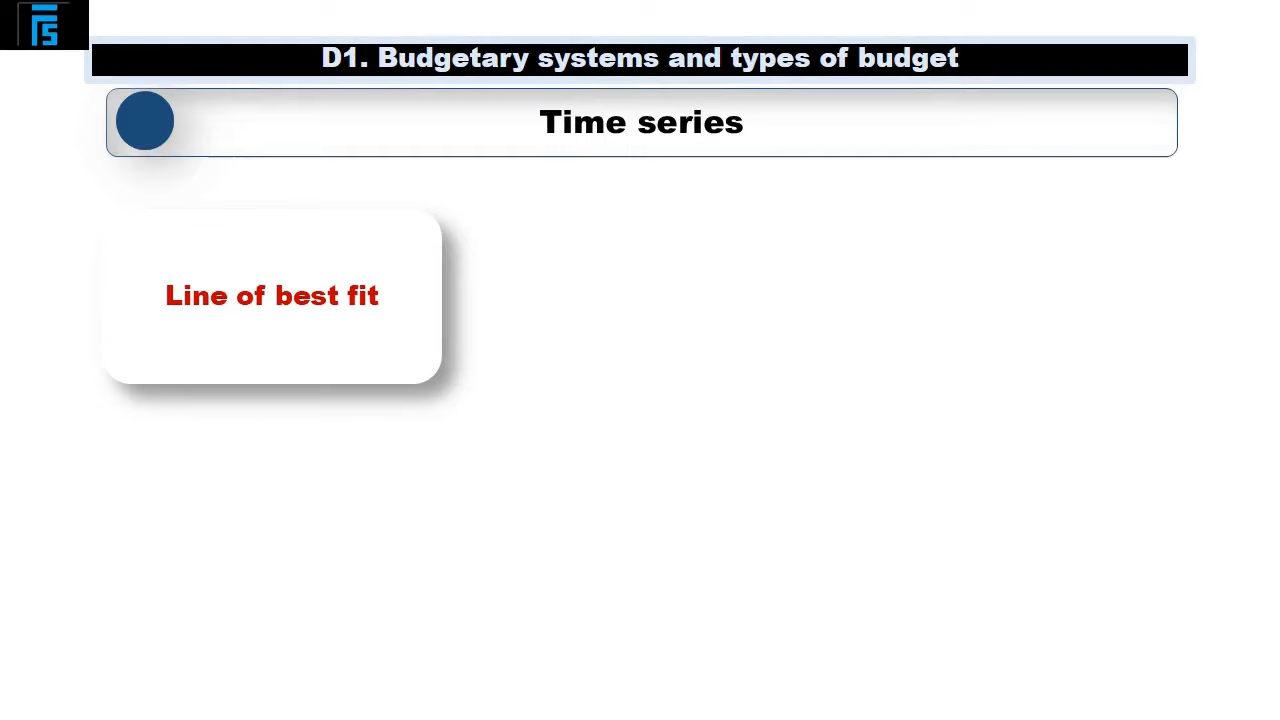 D1. Budgetary systems and types of budget
Time series
Line of best fit